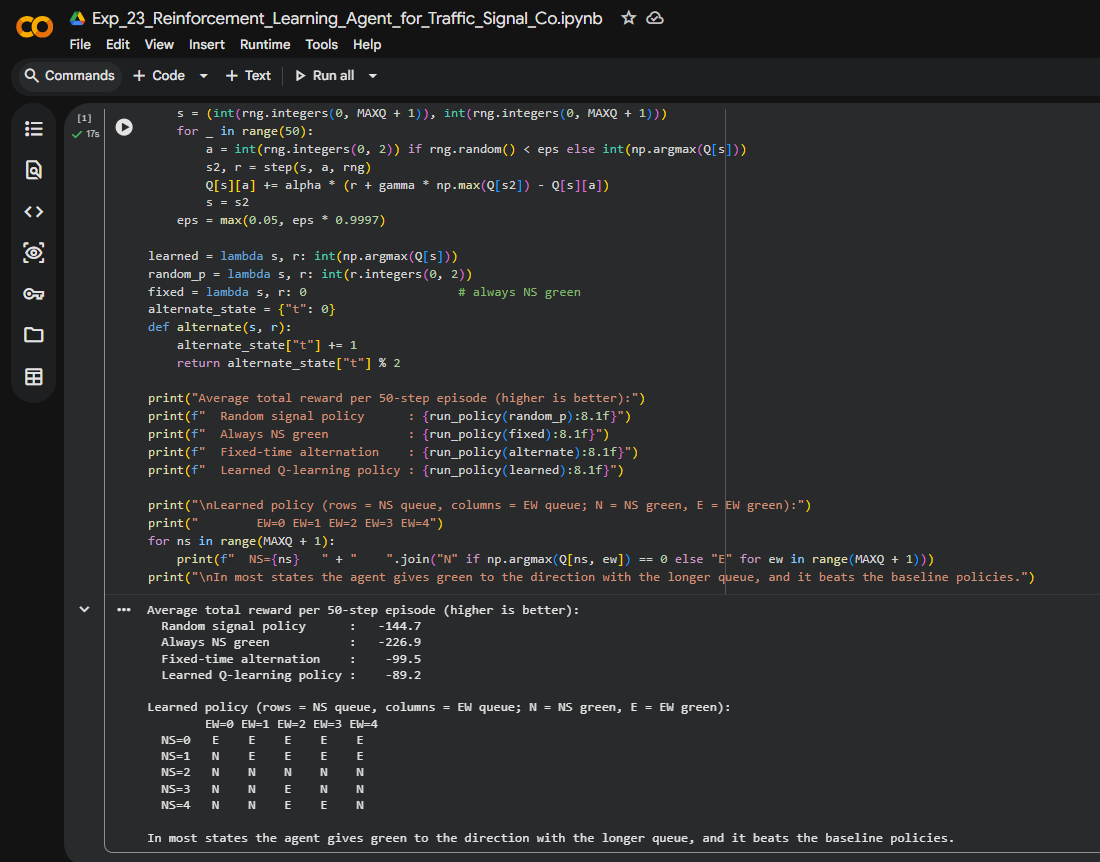 Exp_23_Reinforcement_Learning_Agent_for_Traffic_Signal_Co.ipynb
File Edit View Insert Runtime Tools Help
Commands + Code + Text Run all
[1]
17s
        s = (int(rng.integers(0, MAXQ + 1)), int(rng.integers(0, MAXQ + 1)))
    for _ in range(50):
        a = int(rng.integers(0, 2)) if rng.random() < eps else int(np.argmax(Q[s]))
        s2, r = step(s, a, rng)
        Q[s][a] += alpha * (r + gamma * np.max(Q[s2]) - Q[s][a])
        s = s2
    eps = max(0.05, eps * 0.9997)
learned = lambda s, r: int(np.argmax(Q[s]))
random_p = lambda s, r: int(r.integers(0, 2))
fixed = lambda s, r: 0                     # always NS green
alternate_state = {"t": 0}
def alternate(s, r):
    alternate_state["t"] += 1
    return alternate_state["t"] % 2
print("Average total reward per 50-step episode (higher is better):")
print(f"  Random signal policy      : {run_policy(random_p):8.1f}")
print(f"  Always NS green           : {run_policy(fixed):8.1f}")
print(f"  Fixed-time alternation    : {run_policy(alternate):8.1f}")
print(f"  Learned Q-learning policy : {run_policy(learned):8.1f}")
print("\nLearned policy (rows = NS queue, columns = EW queue; N = NS green, E = EW green):")
print("        EW=0 EW=1 EW=2 EW=3 EW=4")
for ns in range(MAXQ + 1):
    print(f"  NS={ns}   " + "    ".join("N" if np.argmax(Q[ns, ew]) == 0 else "E" for ew in range(MAXQ + 1)))
print("\nIn most states the agent gives green to the direction with the longer queue, and it beats the baseline policies.")
Average total reward per 50-step episode (higher is better):
  Random signal policy      :   -144.7
  Always NS green           :   -226.9
  Fixed-time alternation    :    -99.5
  Learned Q-learning policy :    -89.2
Learned policy (rows = NS queue, columns = EW queue; N = NS green, E = EW green):
        EW=0 EW=1 EW=2 EW=3 EW=4
  NS=0   E    E    E    E    E
  NS=1   N    E    E    E    E
  NS=2   N    N    N    N    N
  NS=3   N    N    E    N    N
  NS=4   N    N    E    E    N
In most states the agent gives green to the direction with the longer queue, and it beats the baseline policies.